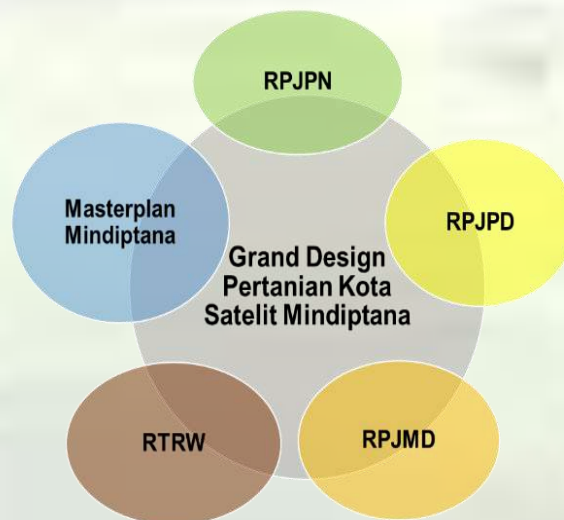 RPJPN
Masterplan
Mindiptana
RPJPD
Grand Design
Pertanian Kota
Satelit Mindiptana
RTRW
RPJMD